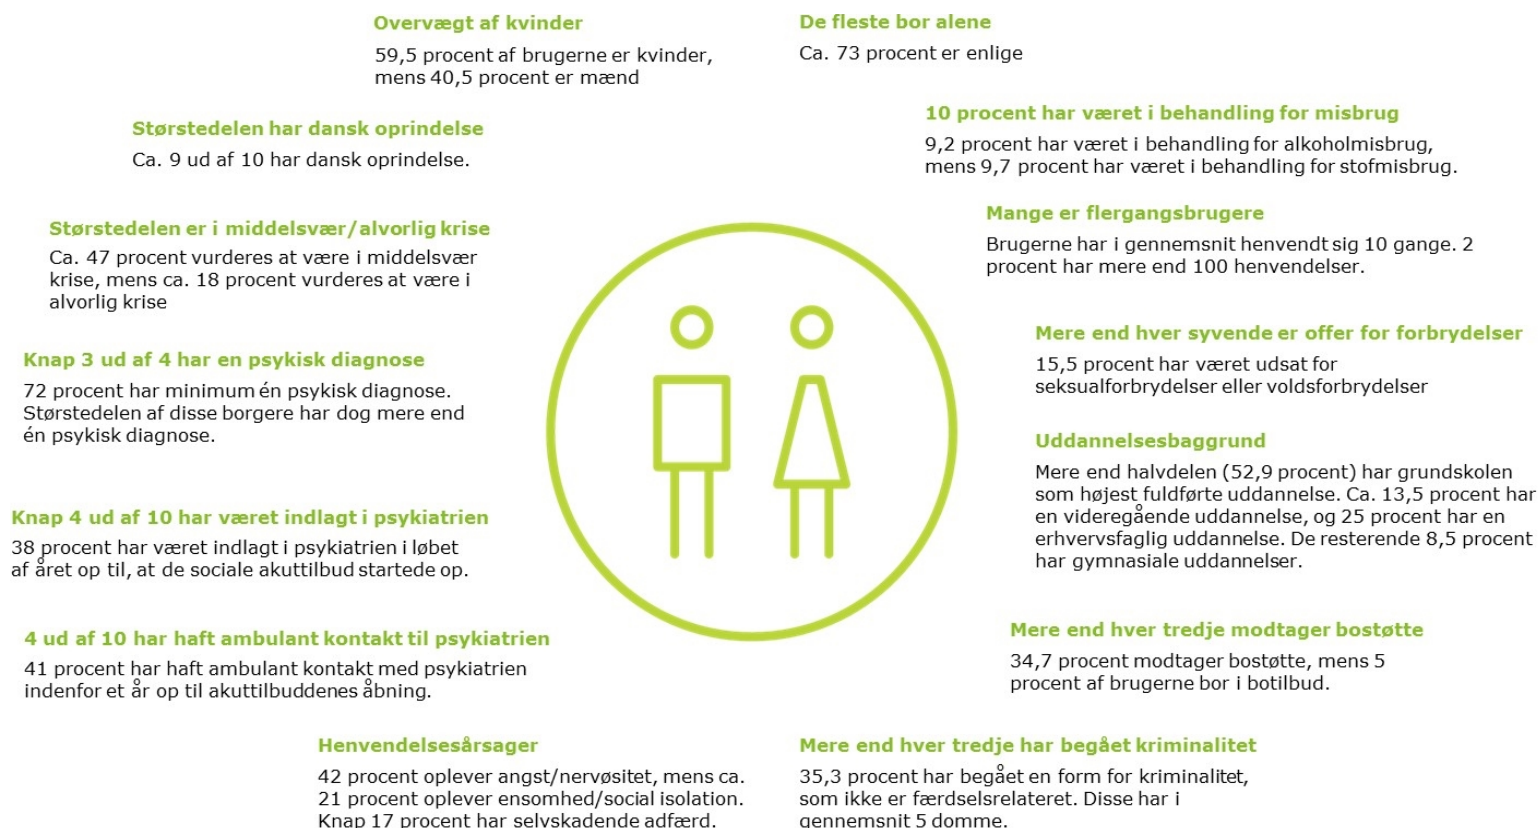 Overvægt af kvinder
59,5 procent af brugerne er kvinder,
mens 40,5 procent er mænd
De fleste bor alene
Ca. 73 procent er enlige
Størstedelen har dansk oprindelse
Ca. 9 ud af 10 har dansk oprindelse.
10 procent har været i behandling for misbrug
9,2 procent har været i behandling for alkoholmisbrug,
mens 9,7 procent har været i behandling for stofmisbrug.
Størstedelen er i middelsvær/alvorlig krise
Ca. 47 procent vurderes at være i middelsvær
krise, mens ca. 18 procent vurderes at være i
alvorlig krise
Mange er flergangsbrugere
Brugerne har i gennemsnit henvendt sig 10 gange. 2
procent har mere end 100 henvendelser.
Knap 3 ud af 4 har en psykisk diagnose
72 procent har minimum én psykisk diagnose.
Størstedelen af disse borgere har dog mere end
én psykisk diagnose.
Mere end hver syvende er offer for forbrydelser
15,5 procent har været udsat for
seksualforbrydelser eller voldsforbrydelser
Uddannelsesbaggrund
Mere end halvdelen (52,9 procent) har grundskolen
som højest fuldførte uddannelse. Ca. 13,5 procent har
en videregående uddannelse, og 25 procent har en
erhvervsfaglig uddannelse. De resterende 8,5 procent
har gymnasiale uddannelser.
Knap 4 ud af 10 har været indlagt i psykiatrien
38 procent har været indlagt i psykiatrien i løbet
af året op til, at de sociale akuttilbud startede op.
4 ud af 10 har haft ambulant kontakt til psykiatrien
41 procent har haft ambulant kontakt med psykiatrien
indenfor et år op til akuttilbuddenes åbning.
Mere end hver tredje modtager bostøtte
34,7 procent modtager bostøtte, mens 5
procent af brugerne bor i botilbud.
Henvendelsesårsager
42 procent oplever angst/nervøsitet, mens ca.
21 procent oplever ensomhed/social isolation.
Knap 17 procent har selvskadende adfærd.
Mere end hver tredje har begået kriminalitet
35,3 procent har begået en form for kriminalitet,
som ikke er færdselsrelateret. Disse har i
gennemsnit 5 domme.